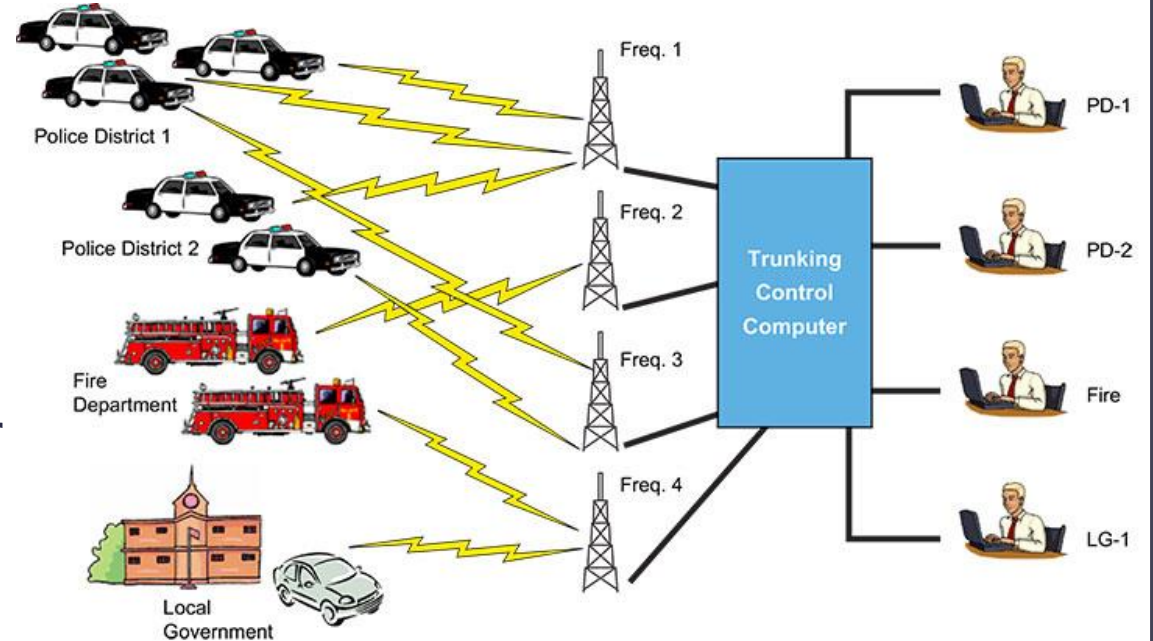 Freq. 1
PD-1
Police District 1
Freq. 2
Police District 2
PD-2
Trunking
Control
Computer
Freq. 3
Fire
Department
Fire
Freq. 4
LG-1
Local
Government